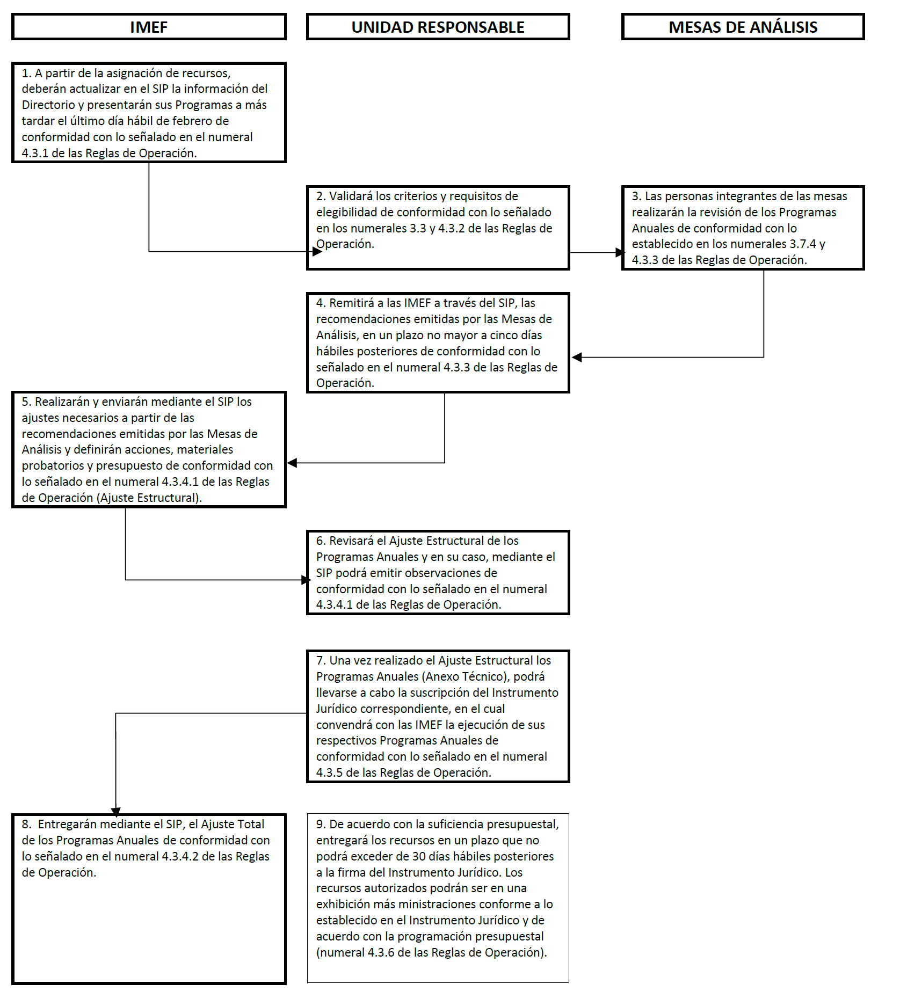 IMEF
UNIDAD RESPONSABLE
MESAS DE ANÁLISIS
1. A partir de la asignación de recursos,
deberán actualizar en el SIP la información del
Directorio y presentarán sus Programas a más
tardar el último día hábil de febrero de
conformidad con lo señalado en el numeral
4.3.1 de las Reglas de Operación.
2. Validará los criterios y requisitos de
elegibilidad de conformidad con lo señalado
en los numerales 3.3 y 4.3.2 de las Reglas de
Operación.
3. Las personas integrantes de las mesas
realizarán la revisión de los Programas
Anuales de conformidad con lo
establecido en los numerales 3.7.4 y
4.3.3 de las Reglas de Operación.
4. Remitirá a las IMEF a través del SIP, las
recomendaciones emitidas por las Mesas de
Análisis, en un plazo no mayor a cinco días
hábiles posteriores de conformidad con lo
señalado en el numeral 4.3.3 de las Reglas de
Operación.
5. Realizarán y enviarán mediante el SIP los
ajustes necesarios a partir de las
recomendaciones emitidas por las Mesas de
Análisis y definirán acciones, materiales
probatorios y presupuesto de conformidad con
lo señalado en el numeral 4.3.4.1 de las Reglas
de Operación (Ajuste Estructural).
6. Revisará el Ajuste Estructural de los
Programas Anuales y en su caso, mediante el
SIP podrá emitir observaciones de
conformidad con lo señalado en el numeral
4.3.4.1 de las Reglas de Operación.
7. Una vez realizado el Ajuste Estructural los
Programas Anuales (Anexo Técnico), podrá
llevarse a cabo la suscripción del Instrumento
Jurídico correspondiente, en el cual
convendrá con las IMEF la ejecución de sus
respectivos Programas Anuales de
conformidad con lo señalado en el numeral
4.3.5 de las Reglas de Operación.
8. Entregarán mediante el SIP, el Ajuste Total
de los Programas Anuales de conformidad con
lo señalado en el numeral 4.3.4.2 de las Reglas
de Operación.
9. De acuerdo con la suficiencia presupuestal,
entregará los recursos en un plazo que no
podrá exceder de 30 días hábiles posteriores
a la firma del Instrumento Jurídico. Los
recursos autorizados podrán ser en una
exhibición más ministraciones conforme a lo
establecido en el Instrumento Jurídico y de
acuerdo con la programación presupuestal
(numeral 4.3.6 de las Reglas de Operación).